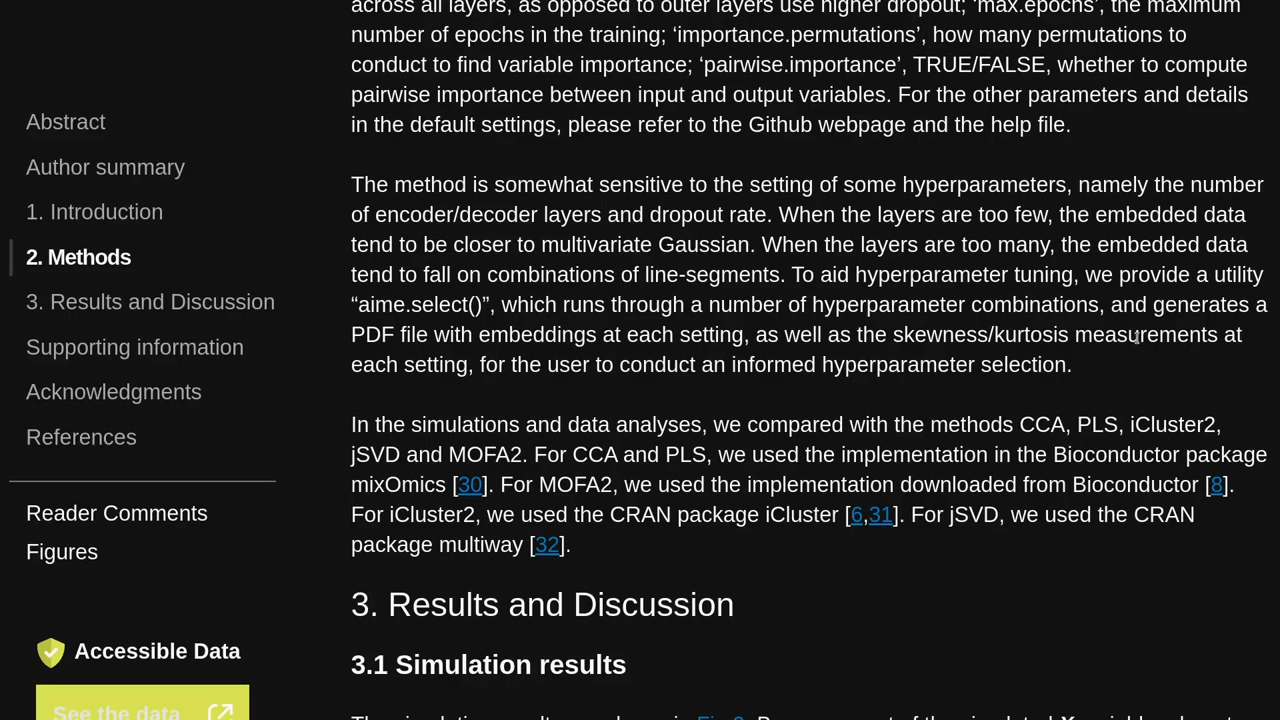 across all layers, as opposed to outer layers use higher dropout; ‘max.epochs’, the maximum
number of epochs in the training; ‘importance.permutations’, how many permutations to
conduct to find variable importance; ‘pairwise.importance’, TRUE/FALSE, whether to compute
pairwise importance between input and output variables. For the other parameters and details
in the default settings, please refer to the Github webpage and the help file.
The method is somewhat sensitive to the setting of some hyperparameters, namely the number
of encoder/decoder layers and dropout rate. When the layers are too few, the embedded data
tend to be closer to multivariate Gaussian. When the layers are too many, the embedded data
tend to fall on combinations of line-segments. To aid hyperparameter tuning, we provide a utility
“aime.select()”, which runs through a number of hyperparameter combinations, and generates a
PDF file with embeddings at each setting, as well as the skewness/kurtosis measurements at
each setting, for the user to conduct an informed hyperparameter selection.
In the simulations and data analyses, we compared with the methods CCA, PLS, iCluster2,
jSVD and MOFA2. For CCA and PLS, we used the implementation in the Bioconductor package
mixOmics [30]. For MOFA2, we used the implementation downloaded from Bioconductor [8].
For iCluster2, we used the CRAN package iCluster [6,31]. For jSVD, we used the CRAN
package multiway [32].
3. Results and Discussion
3.1 Simulation results
Abstract
Author summary
1. Introduction
2. Methods
3. Results and Discussion
Supporting information
Acknowledgments
References
Reader Comments
Figures
Accessible Data
See the data